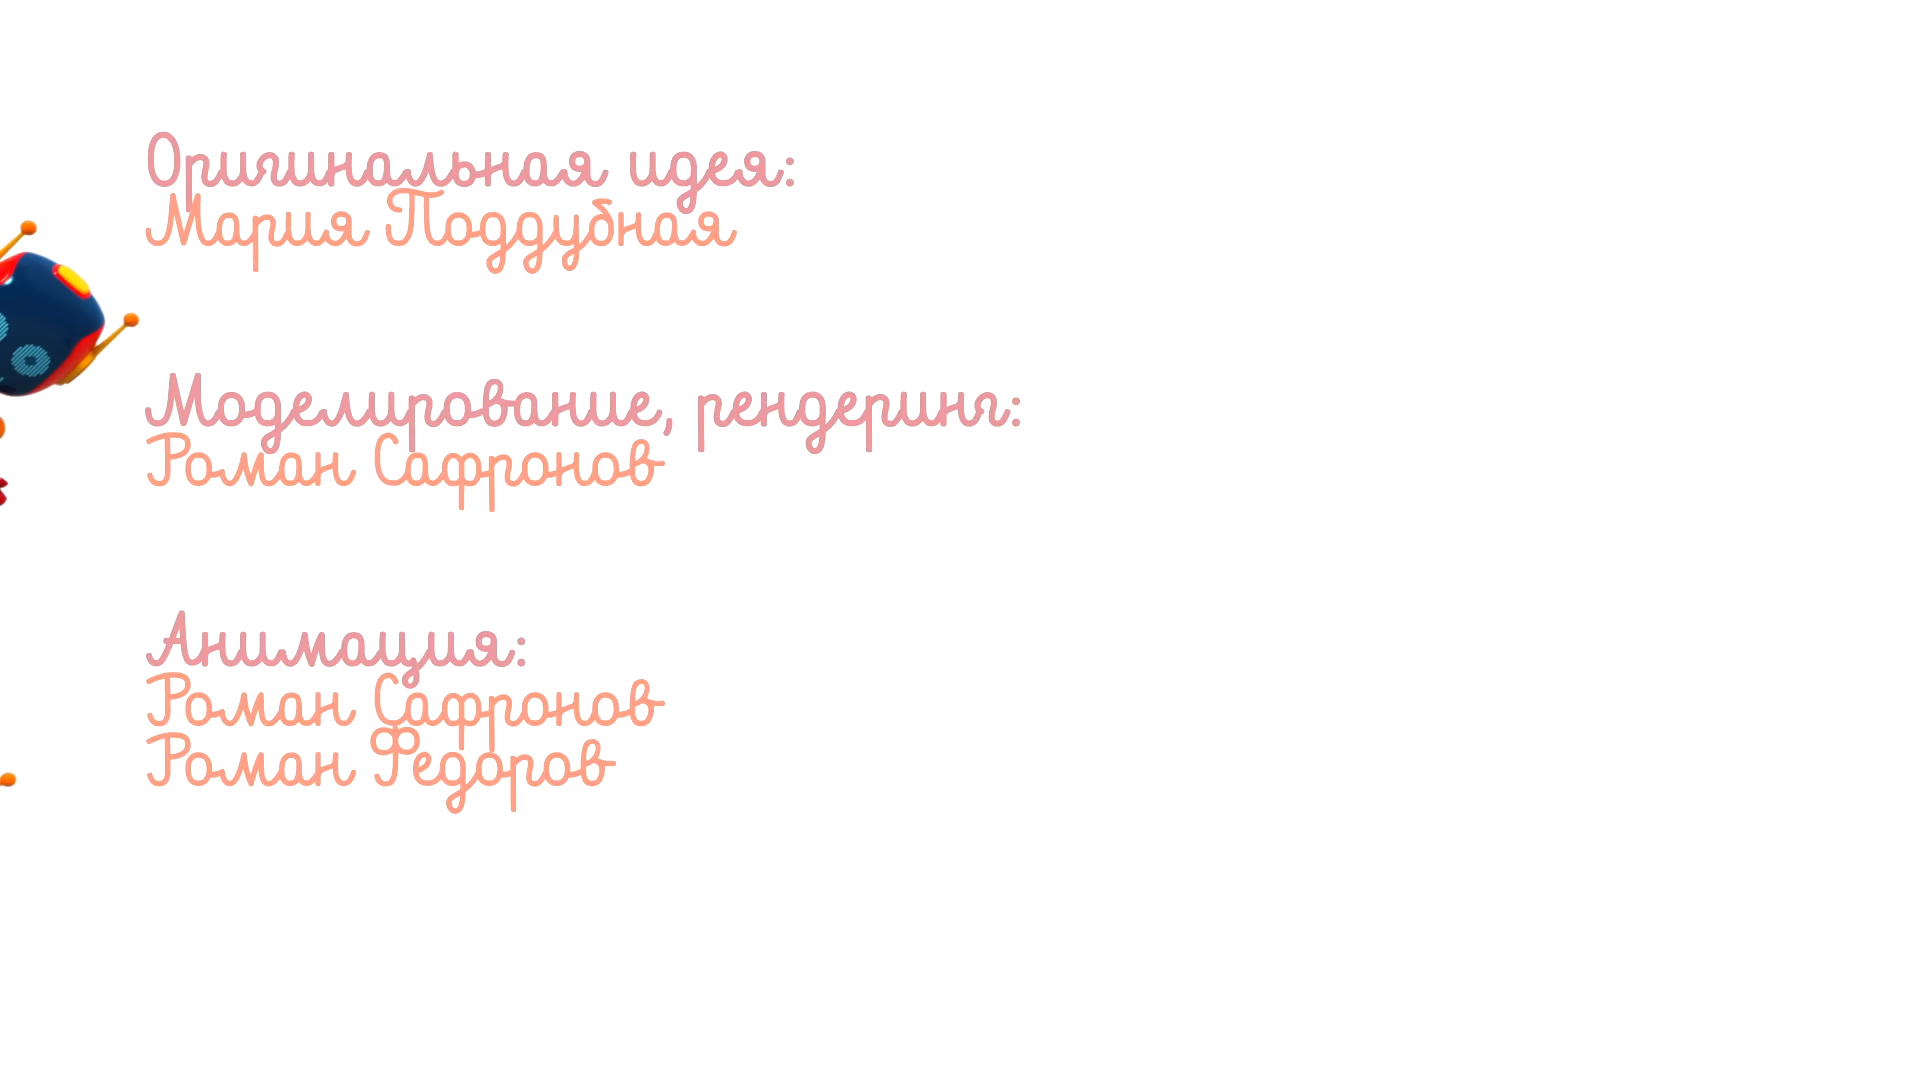 Оригинальная идея:
Мария Поддубная
Моделирование, рендеринг:
Роман Сафронов
Анимация:
Роман Сафронов
Роман Федоров